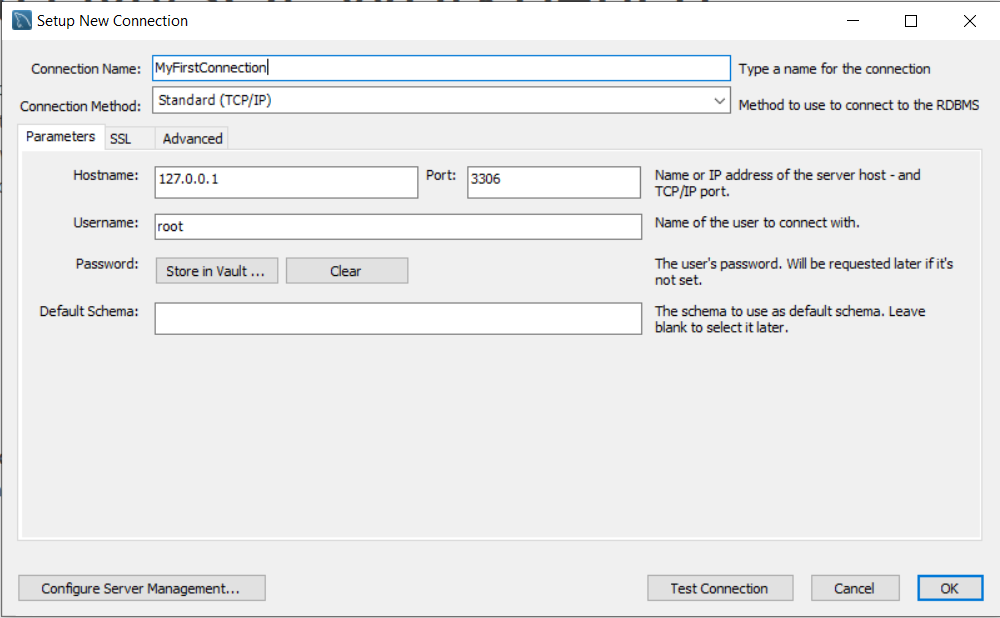 Setup New Connection
Connection Name: MyFirstConnection Type a name for the connection
Connection Method: Standard (TCP/IP) Method to use to connect to the RDBMS
Parameters SSL Advanced
Hostname: 127.0.0.1 Port: 3306 Name or IP address of the server host - and
TCP/IP port.
Username: root Name of the user to connect with.
Password: Store in Vault ... Clear The user's password. Will be requested later if it's
not set.
Default Schema: The schema to use as default schema. Leave
blank to select it later.
Configure Server Management... Test Connection Cancel OK